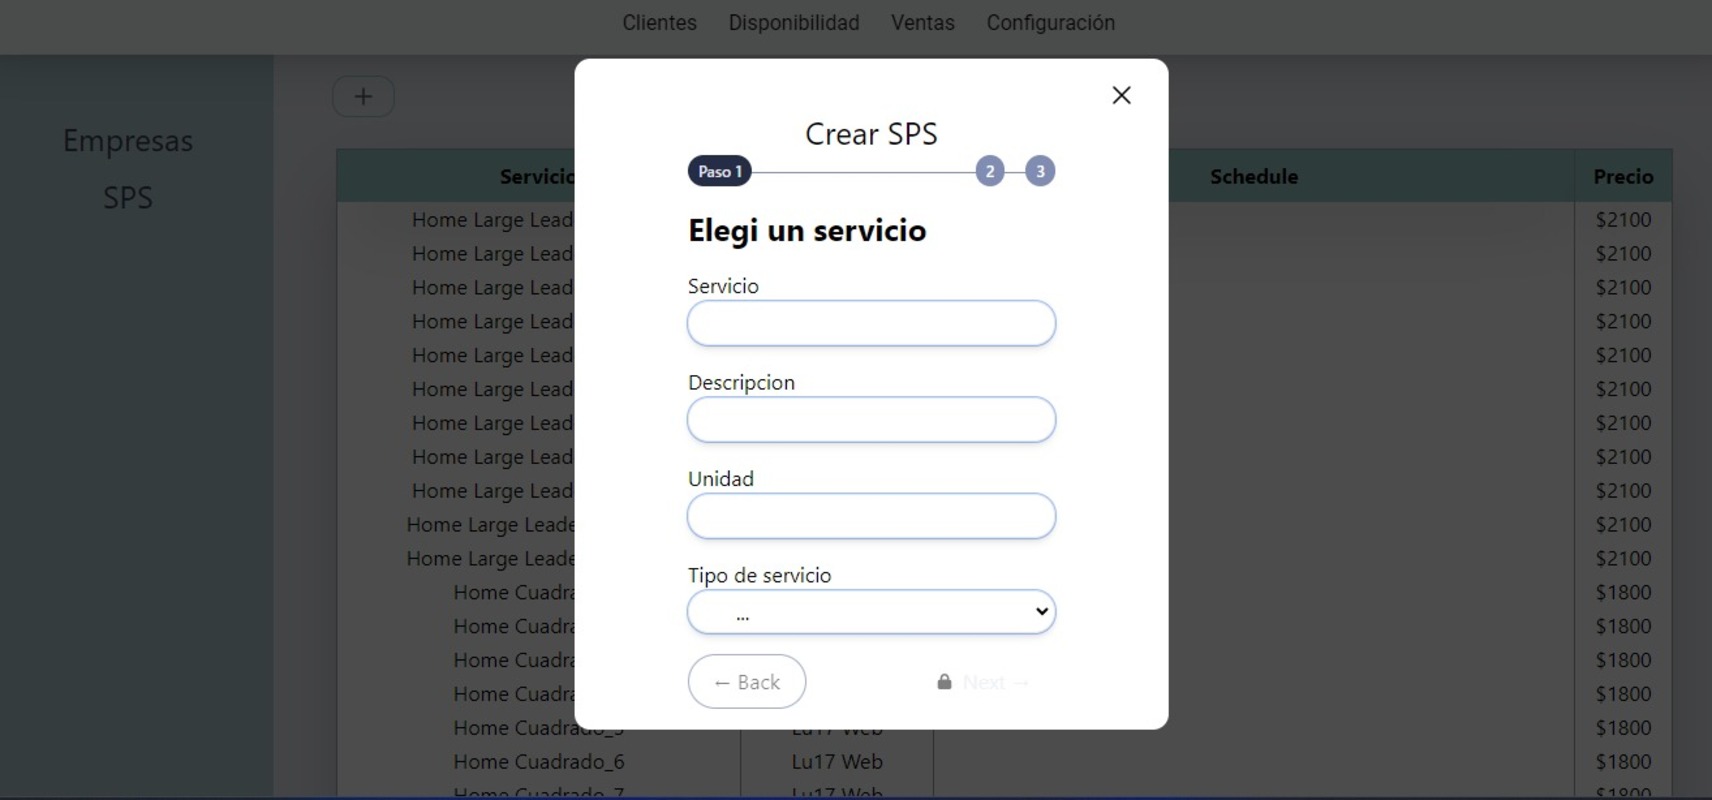 Clientes Disponibilidad Ventas Configuración
Empresas
SPS
+
Crear SPS
Paso 1 2 3
Elegi un servicio
Servicio
Descripcion
Unidad
Tipo de servicio
...
← Back Next →
Servicio Schedule Precio
Home Large Lead $2100
Home Large Lead $2100
Home Large Lead $2100
Home Large Lead $2100
Home Large Lead $2100
Home Large Lead $2100
Home Large Lead $2100
Home Large Lead $2100
Home Large Lead $2100
Home Large Leade $2100
Home Large Leade $2100
Home Cuadra $1800
Home Cuadra $1800
Home Cuadra $1800
Home Cuadra $1800
Home Cuadrado_5 Lu17 Web $1800
Home Cuadrado_6 Lu17 Web $1800
Home Cuadrado_7 Lu17 Web $1800